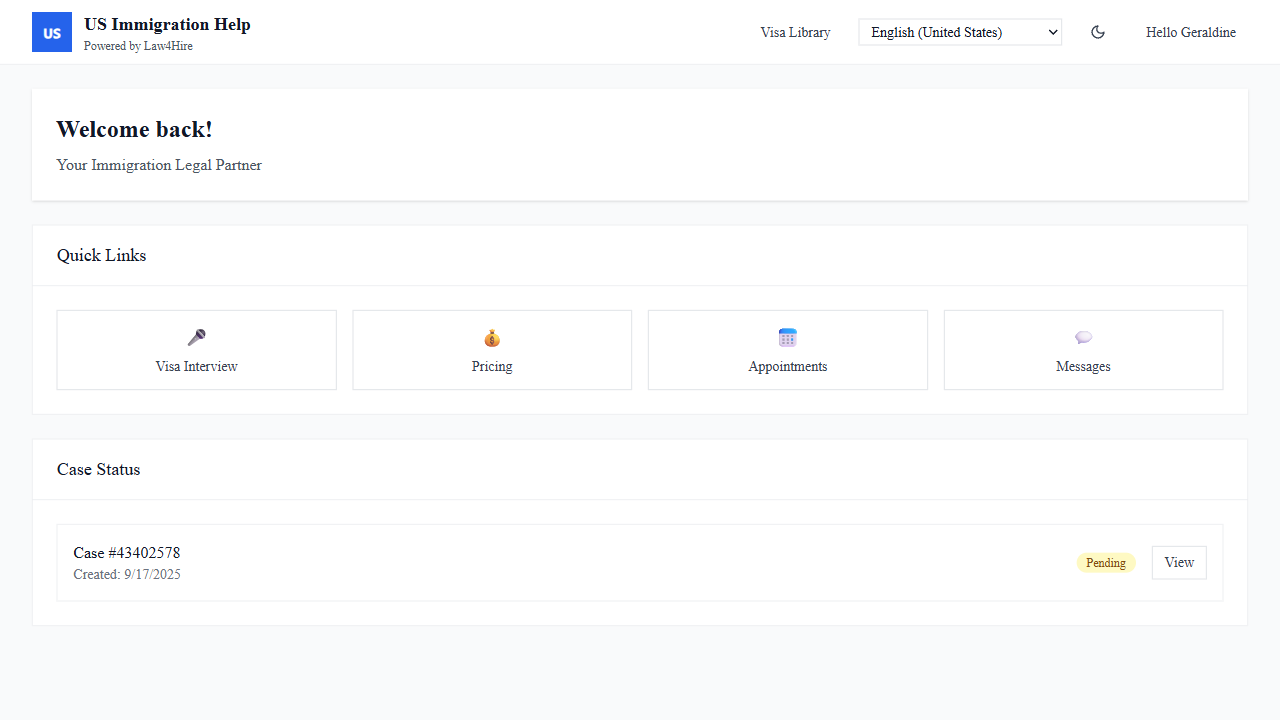 US
US Immigration Help
Powered by Law4Hire
Visa Library
English (United States)
Hello Geraldine
Welcome back!
Your Immigration Legal Partner
Quick Links
Visa Interview
Pricing
Appointments
Messages
Case Status
Case #43402578
Created: 9/17/2025
Pending
View